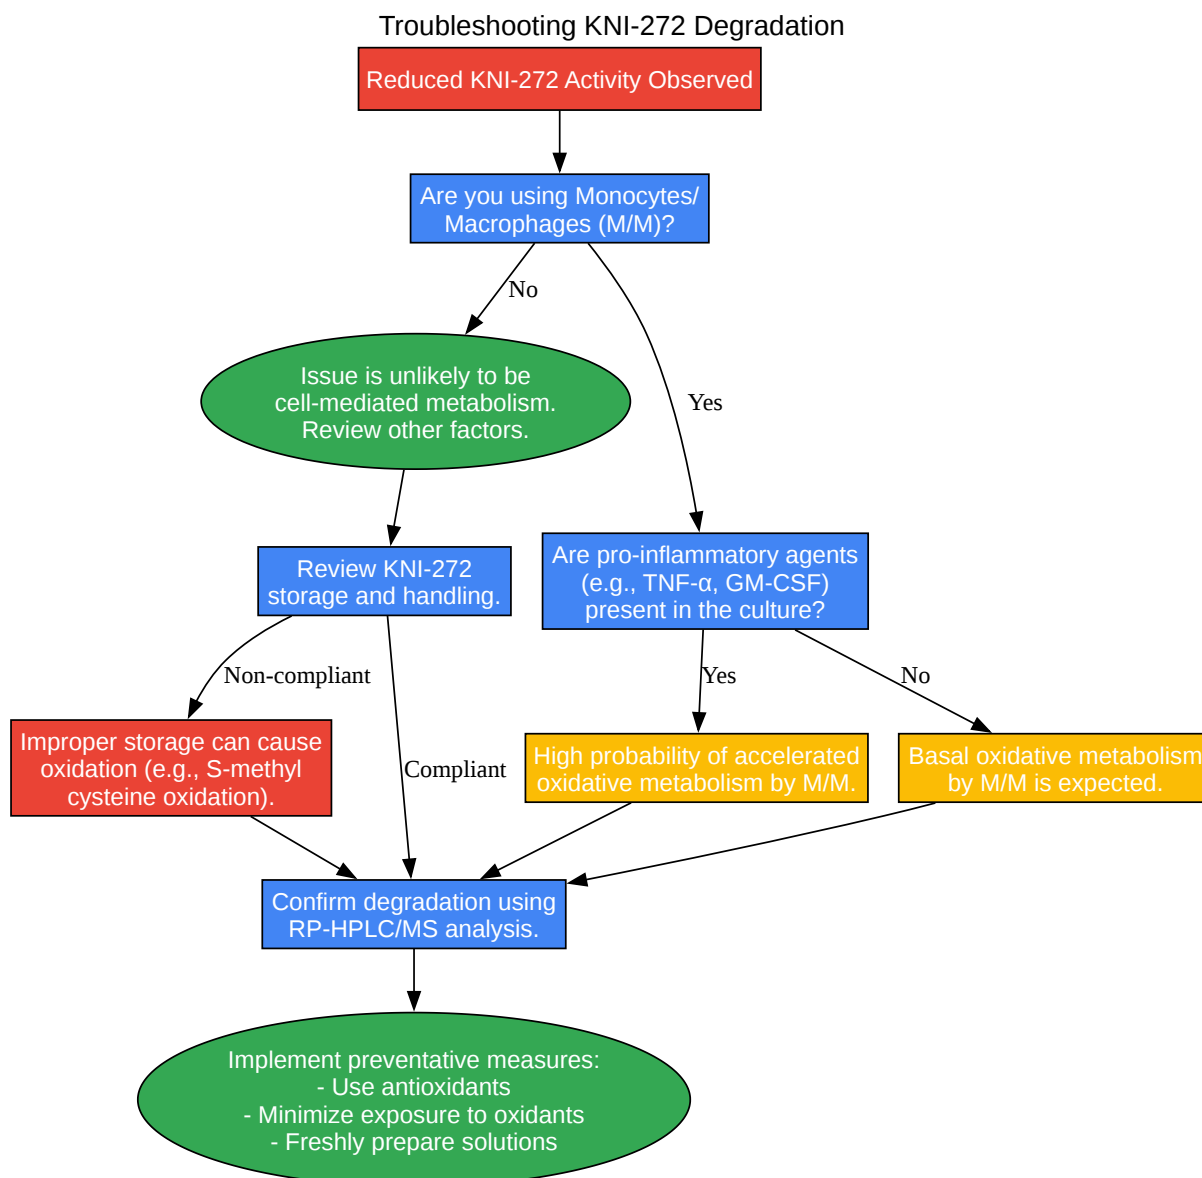 Troubleshooting KNI-272 Degradation
Reduced KNI-272 Activity Observed
Are you using Monocytes/
Macrophages (M/M)?
No
Issue is unlikely to be
cell-mediated metabolism.
Review other factors.
Yes
Review KNI-272
storage and handling.
Are pro-inflammatory agents
(e.g., TNF-α, GM-CSF)
present in the culture?
Non-compliant
Yes
No
Improper storage can cause
oxidation (e.g., S-methyl
cysteine oxidation).
Compliant
High probability of accelerated
oxidative metabolism by M/M.
Basal oxidative metabolism
by M/M is expected.
Confirm degradation using
RP-HPLC/MS analysis.
Implement preventative measures:
- Use antioxidants
- Minimize exposure to oxidants
- Freshly prepare solutions